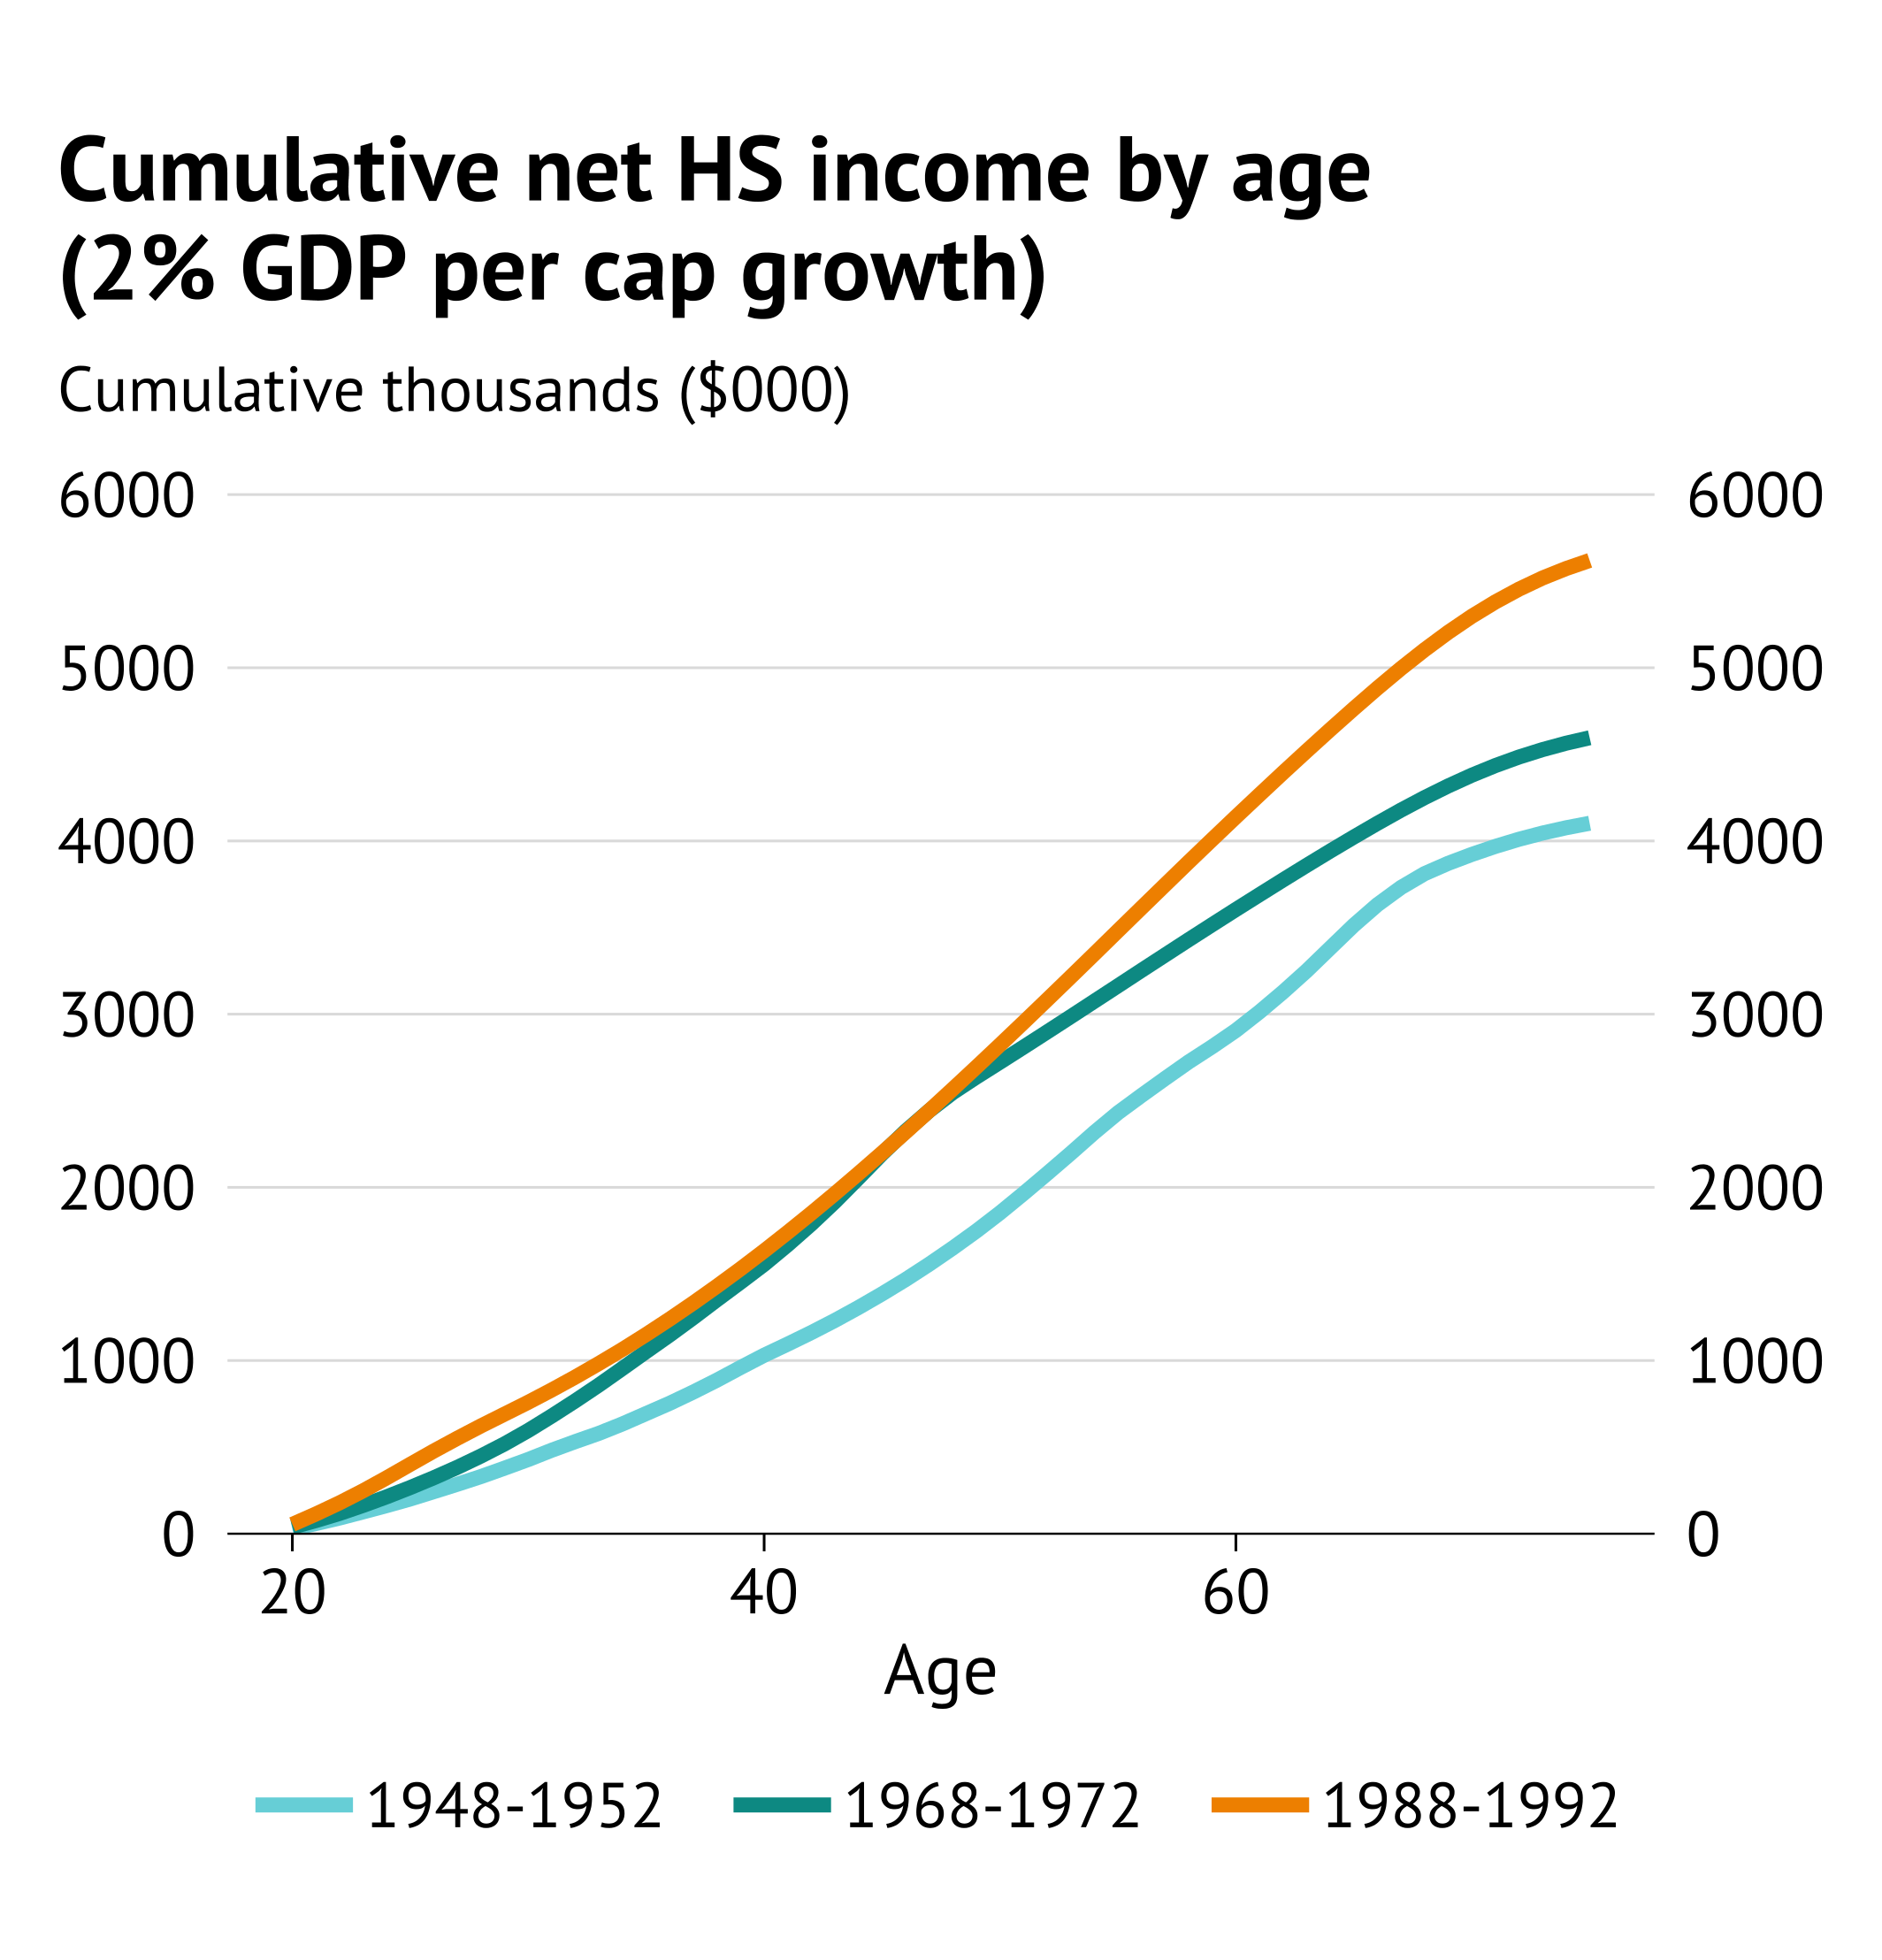 Cumulative net HS income by age
(2% GDP per cap growth)
Cumulative thousands ($000)
6000 6000
5000 5000
4000 4000
3000 3000
2000 2000
1000 1000
0 0
20 40 60
Age
1948-1952 1968-1972 1988-1992